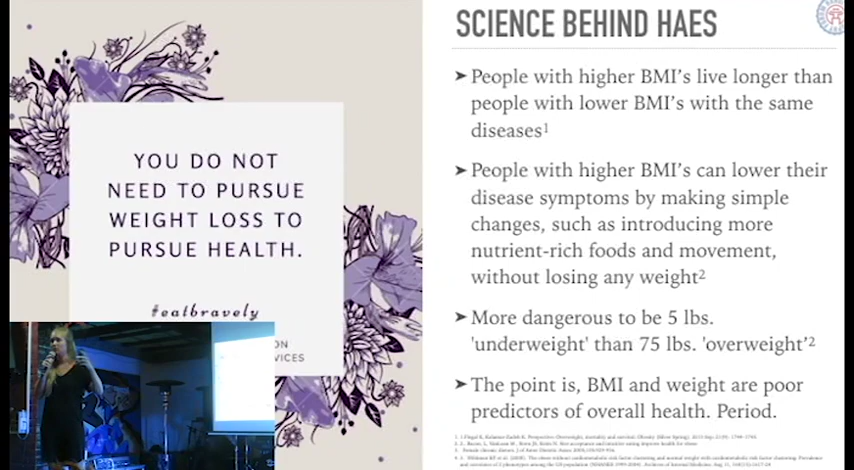 YOU DO NOT
NEED TO PURSUE
WEIGHT LOSS TO
PURSUE HEALTH.
#eatbravely
ON
VICES
SCIENCE BEHIND HAES
➤ People with higher BMI's live longer than
people with lower BMI's with the same
diseases1
➤ People with higher BMI's can lower their
disease symptoms by making simple
changes, such as introducing more
nutrient-rich foods and movement,
without losing any weight2
➤ More dangerous to be 5 lbs.
'underweight' than 75 lbs. 'overweight'2
➤ The point is, BMI and weight are poor
predictors of overall health. Period.